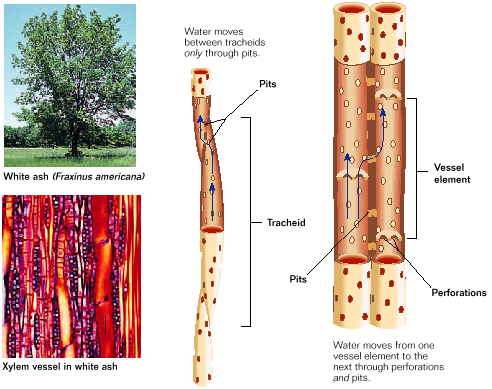 Water moves
between tracheids
only through pits.
Pits
White ash (Fraxinus americana)
Tracheid
Vessel
element
Pits
Perforations
Water moves from one
vessel element to the
next through perforations
and pits.
Xylem vessel in white ash